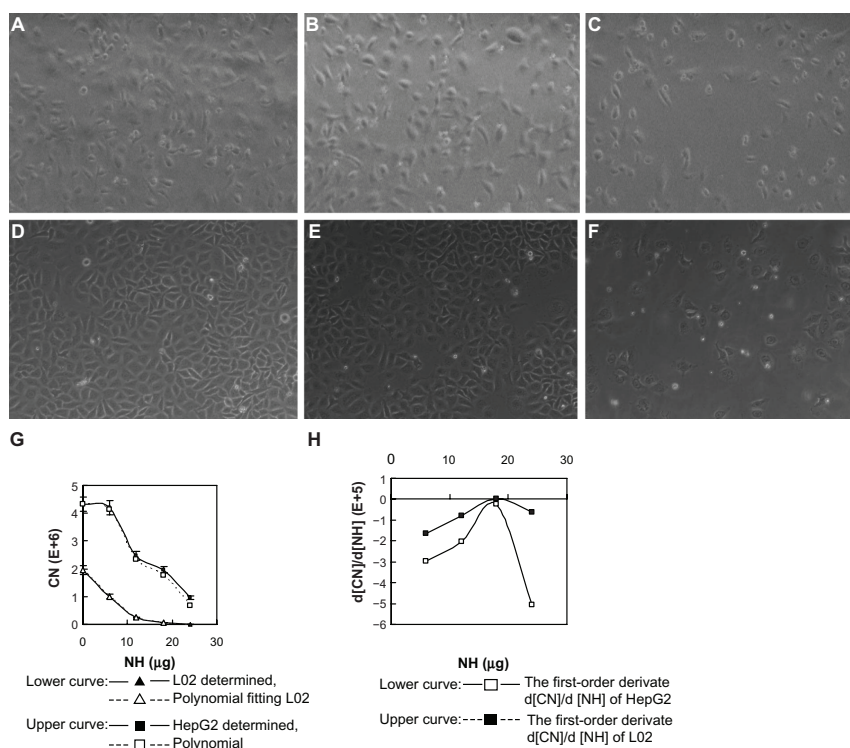 A
B
C
D
E
F
G
H
5
4
3
2
1
0
CN (E+6)
0 10 20 30
NH (μg)
Lower curve: L02 determined,
Polynomial fitting L02
Upper curve: HepG2 determined,
Polynomial
0 10 20 30
1
0
−1
−2
−3
−4
−5
−6
d[CN]/d[NH] (E+5)
NH (μg)
Lower curve: The first-order derivate
d[CN]/d [NH] of HepG2
Upper curve: The first-order derivate
d[CN]/d [NH] of L02